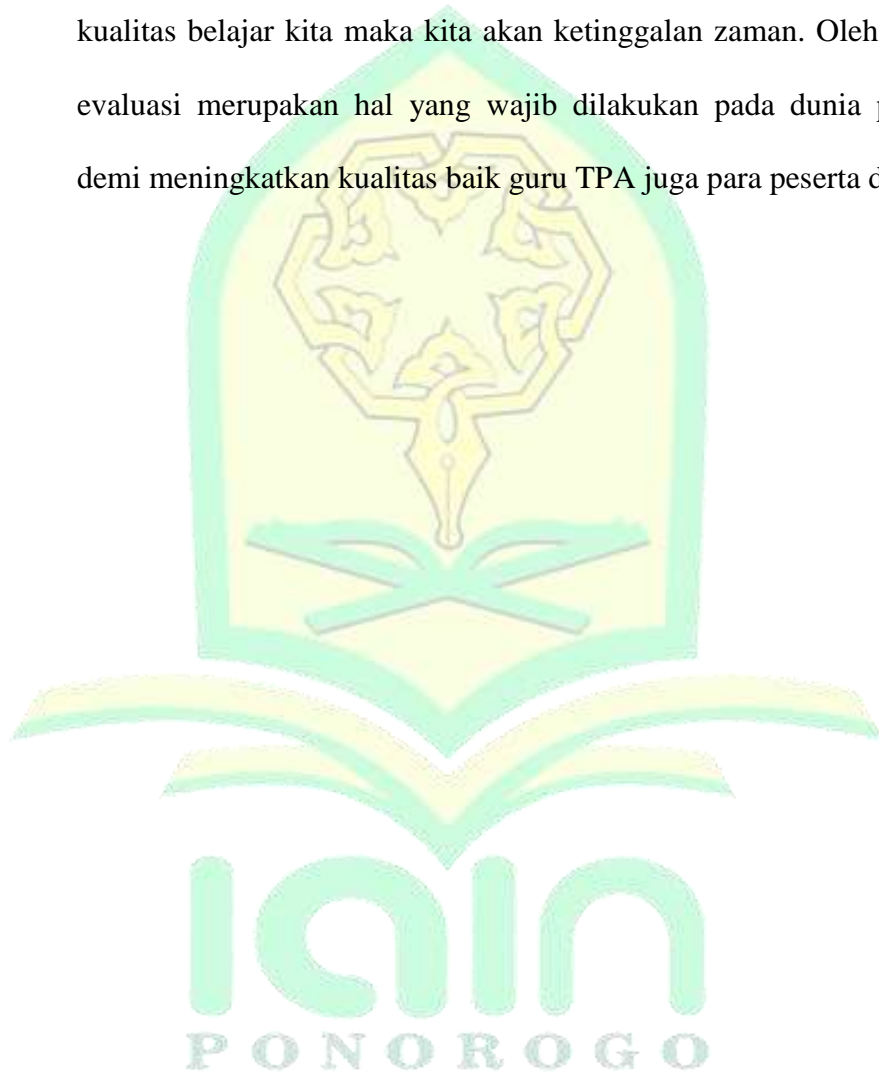 kualitas belajar kita maka kita akan ketinggalan zaman. Oleh
evaluasi merupakan hal yang wajib dilakukan pada dunia
demi meningkatkan kualitas baik guru TPA juga para peserta
iain
PONOROGO